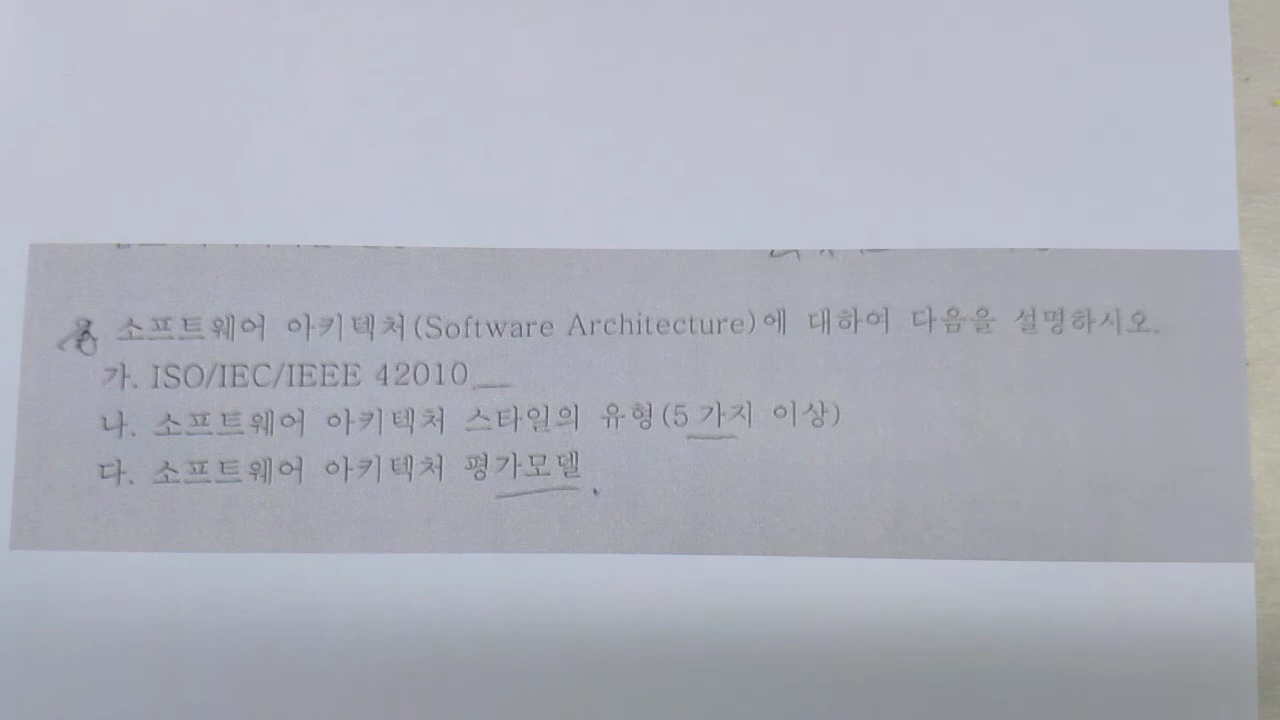 소프트웨어 아키텍처(Software Architecture)에 대하여 다음을 설명하시오.
가. ISO/IEC/IEEE 42010
나. 소프트웨어 아키텍처 스타일의 유형(5가지 이상)
다. 소프트웨어 아키텍처 평가모델